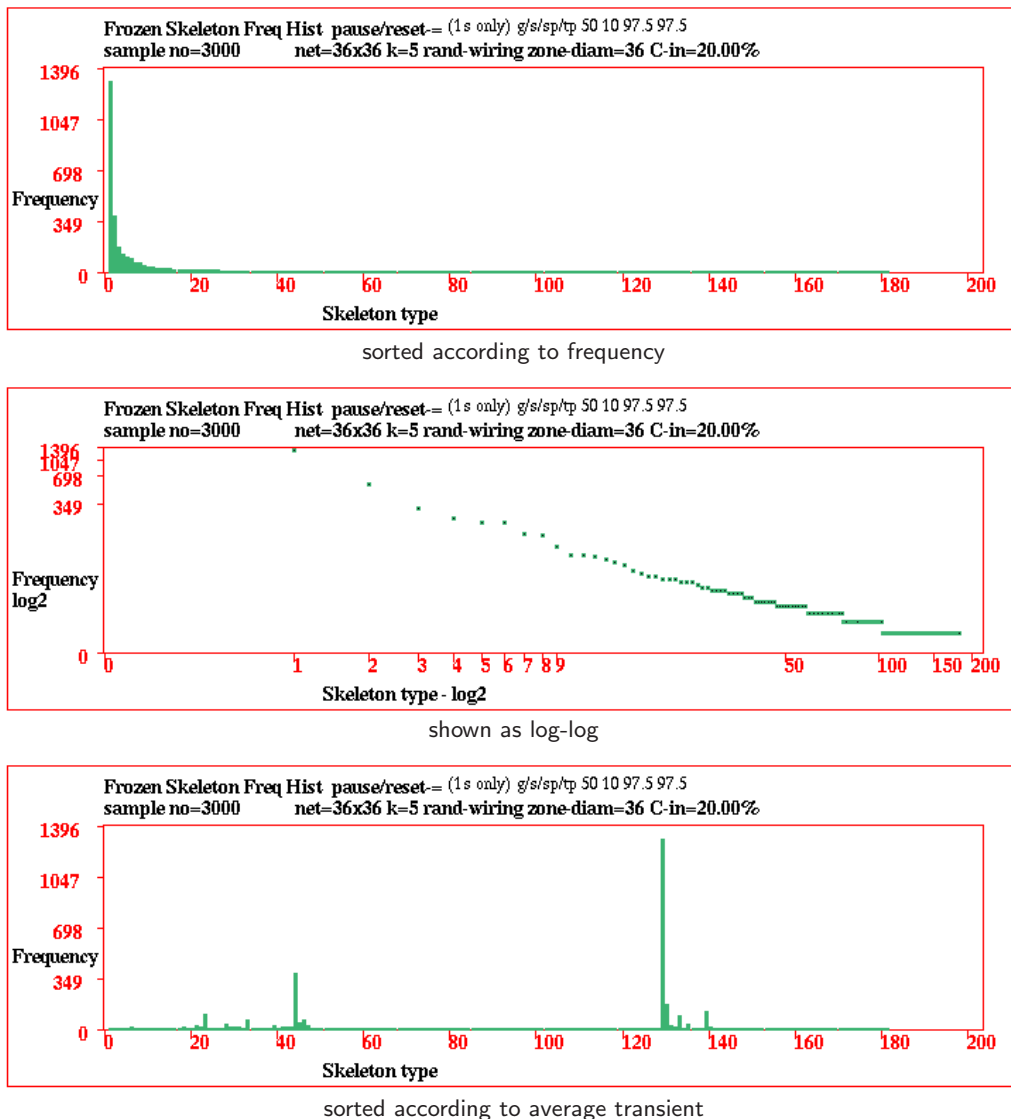 Frozen Skeleton Freq Hist pause/reset-= (1s only) g/s/sp/tp 50 10 97.5 97.5
sample no=3000 net=36x36 k=5 rand-wiring zone-diam=36 C-in=20.00%
1396
1047
698
Frequency
349
0
0 20 40 60 80 100 120 140 160 180 200
Skeleton type
sorted according to frequency
Frozen Skeleton Freq Hist pause/reset-= (1s only) g/s/sp/tp 50 10 97.5 97.5
sample no=3000 net=36x36 k=5 rand-wiring zone-diam=36 C-in=20.00%
1396
1047
698
349
Frequency
log2
0
0 1 2 3 4 5 6 7 8 9 50 100 150 200
Skeleton type - log2
shown as log-log
Frozen Skeleton Freq Hist pause/reset-= (1s only) g/s/sp/tp 50 10 97.5 97.5
sample no=3000 net=36x36 k=5 rand-wiring zone-diam=36 C-in=20.00%
1396
1047
698
Frequency
349
0
0 20 40 60 80 100 120 140 160 180 200
Skeleton type
sorted according to average transient